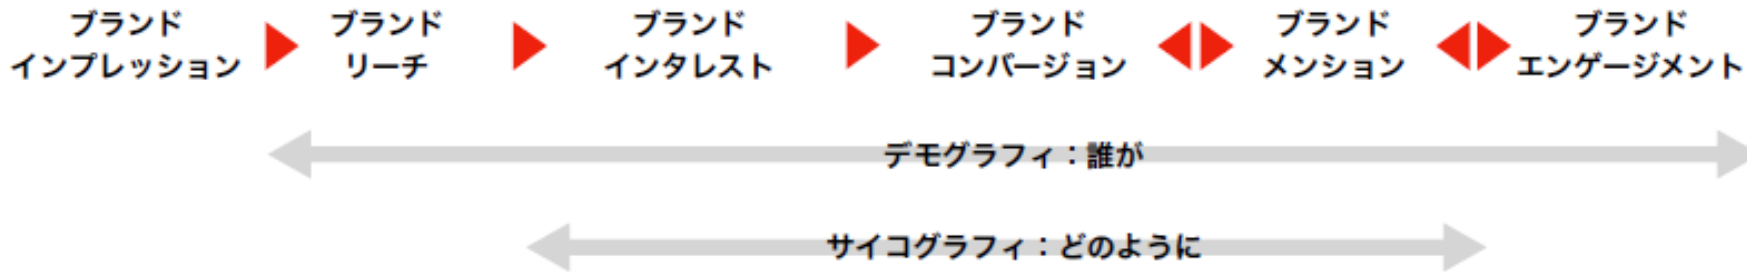 ブランド
インプレッション
ブランド
リーチ
ブランド
インタレスト
ブランド
コンバージョン
ブランド
メンション
ブランド
エンゲージメント
デモグラフィ：誰が
サイコグラフィ：どのように